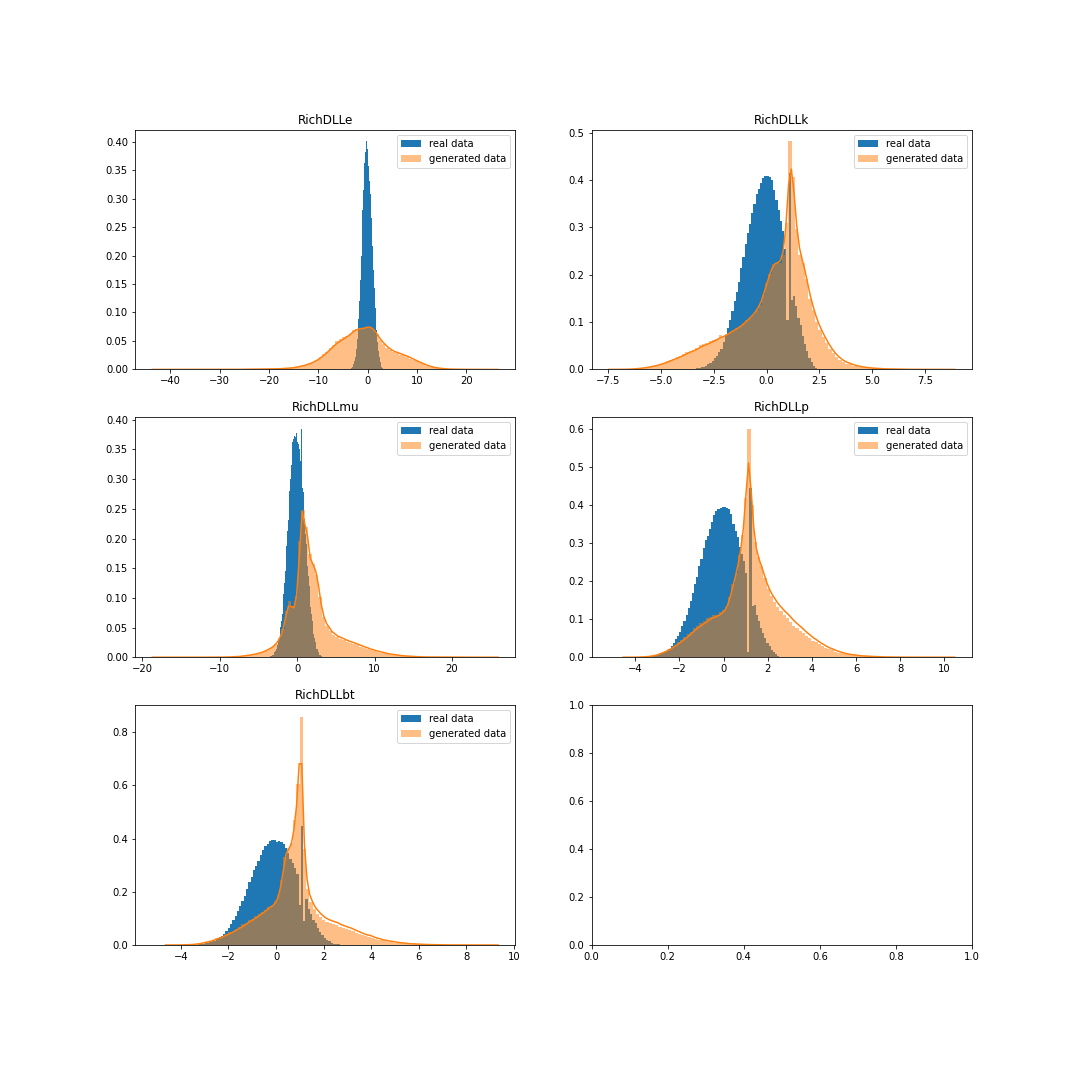 RichDLLe
0.40
0.35
0.30
0.25
0.20
0.15
0.10
0.05
0.00
−40 −30 −20 −10 0 10 20
real data
generated data
RichDLLk
0.5
0.4
0.3
0.2
0.1
0.0
−7.5 −5.0 −2.5 0.0 2.5 5.0 7.5
real data
generated data
RichDLLmu
0.40
0.35
0.30
0.25
0.20
0.15
0.10
0.05
0.00
−20 −10 0 10 20
real data
generated data
RichDLLp
0.6
0.5
0.4
0.3
0.2
0.1
0.0
−4 −2 0 2 4 6 8 10
real data
generated data
RichDLLbt
0.8
0.6
0.4
0.2
0.0
−4 −2 0 2 4 6 8 10
real data
generated data
1.0
0.8
0.6
0.4
0.2
0.0
0.0 0.2 0.4 0.6 0.8 1.0